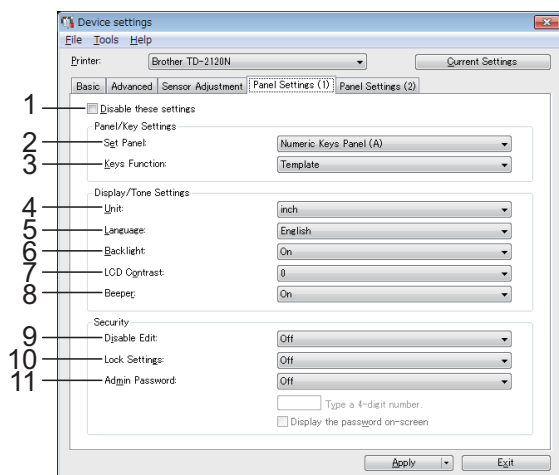 Device settings
File Tools Help
Printer: Brother TD-2120N Current Settings
Basic Advanced Sensor Adjustment Panel Settings (1) Panel Settings (2)
1 Disable these settings
Panel/Key Settings
2 Set Panel: Numeric Keys Panel (A)
3 Keys Function: Template
Display/Tone Settings
4 Unit: inch
5 Language: English
6 Backlight: On
7 LCD Contrast: 0
8 Beeper: On
Security
9 Disable Edit: Off
10 Lock Settings: Off
11 Admin Password: Off
Type a 4-digit number.
Display the password on-screen
Apply Exit